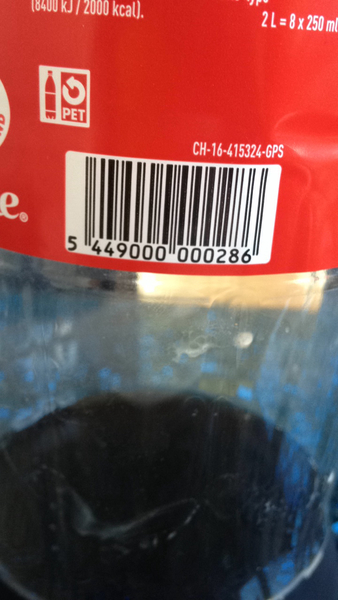 (8400 kJ / 2000 kcal).
2 L = 8 x 250 ml
PET
CH-16-415324-GPS
e®
5 449000 000286